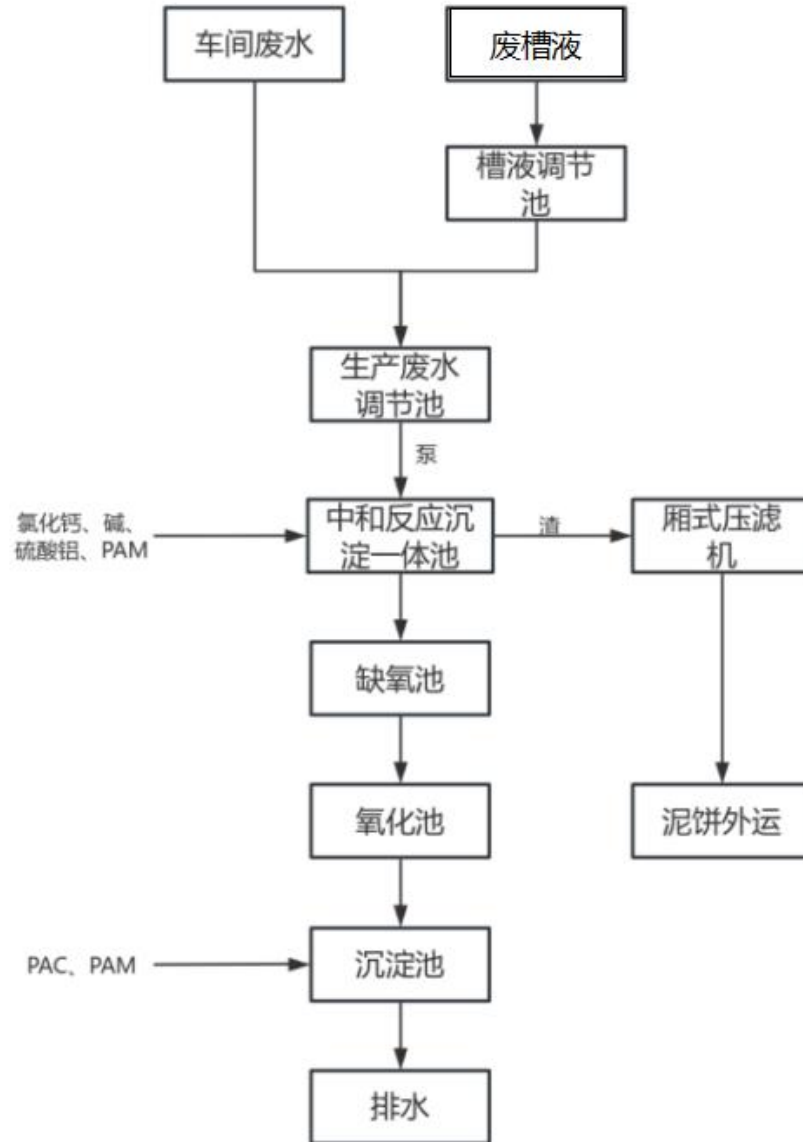 车间废水
废槽液
槽液调节
池
生产废水
调节池
泵
氯化钙、碱、
硫酸铝、PAM
中和反应沉
淀一体池
渣
厢式压滤
机
缺氧池
氧化池
泥饼外运
PAC、PAM
沉淀池
排水